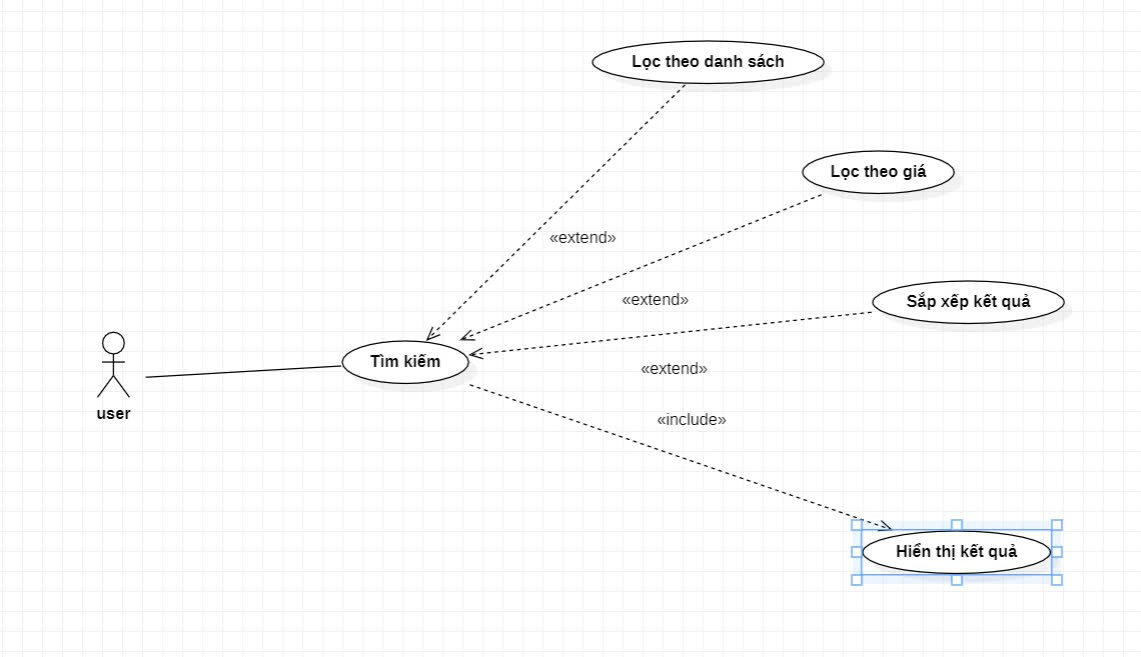 Lọc theo danh sách
Lọc theo giá
«extend»
«extend»
Sắp xếp kết quả
Tìm kiếm
«extend»
user
«include»
Hiển thị kết quả